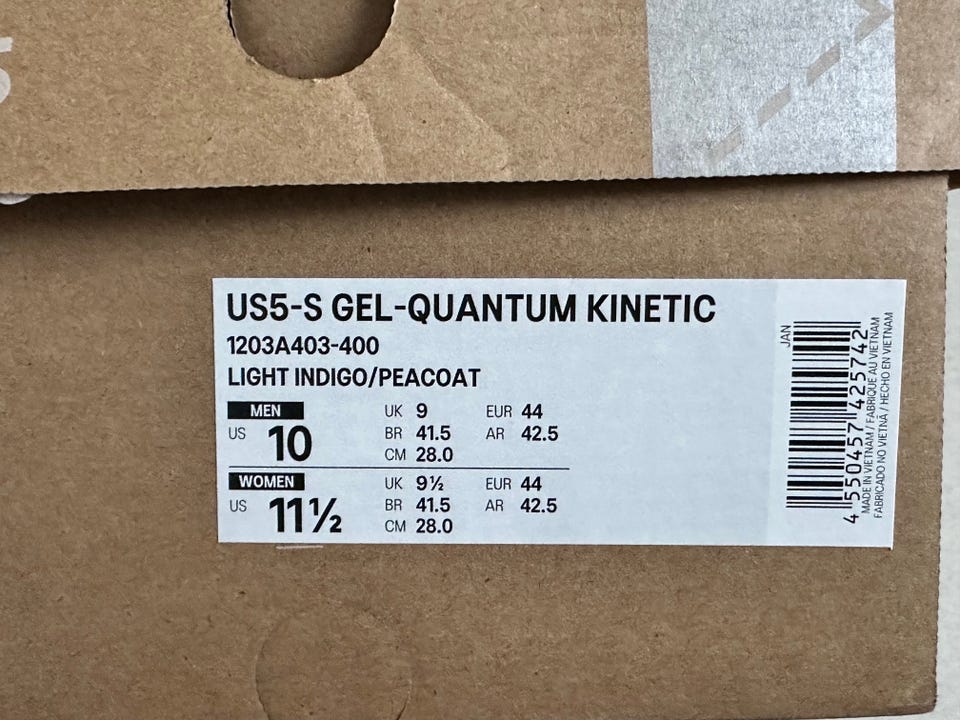 US5-S GEL-QUANTUM KINETIC
1203A403-400
LIGHT INDIGO/PEACOAT
MEN
US 10
UK 9 EUR 44
BR 41.5 AR 42.5
CM 28.0
WOMEN
US 11½
UK 9½ EUR 44
BR 41.5 AR 42.5
CM 28.0
JAN
4 550457 425742
MADE IN VIETNAM / FABRIQUE AU VIETNAM
FABRICADO NO VIETNÃ / HECHO EN VIETNAM